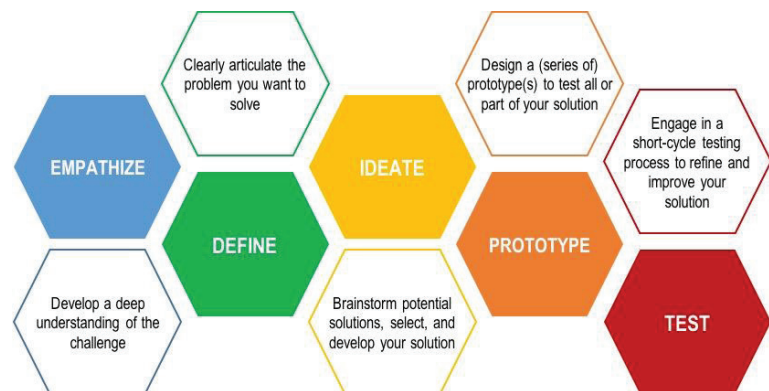 EMPATHIZE
Develop a deep
understanding of the
challenge
Clearly articulate the
problem you want to
solve
DEFINE
IDEATE
Brainstorm potential
solutions, select, and
develop your solution
Design a (series of)
prototype(s) to test all or
part of your solution
PROTOTYPE
Engage in a
short-cycle testing
process to refine and
improve your
solution
TEST